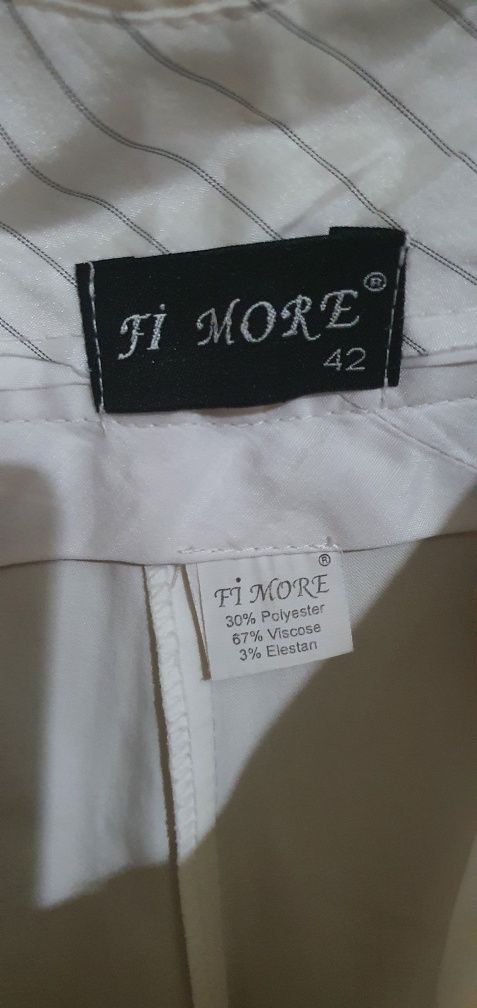 Fİ MORE®
42
Fİ MORE®
30% Polyester
67% Viscose
3% Elestan